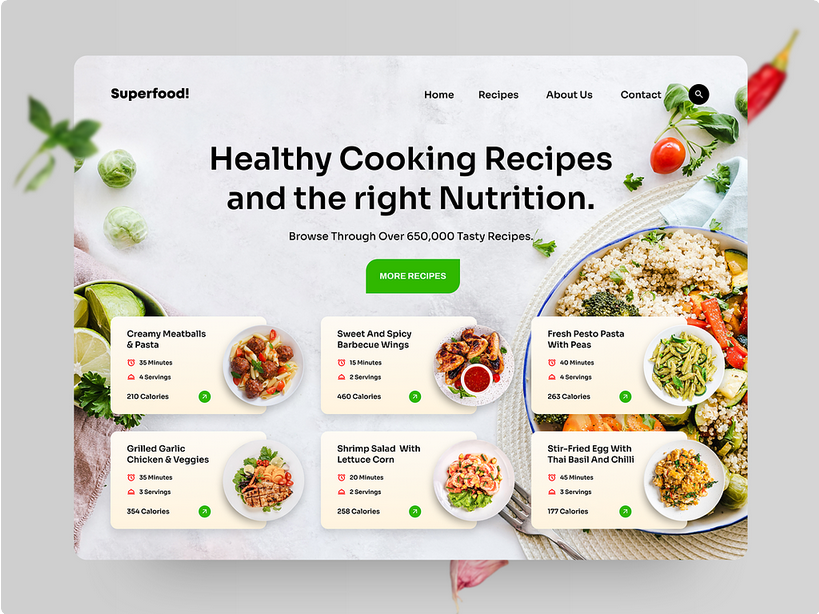 Superfood!
Home Recipes About Us Contact
Healthy Cooking Recipes
and the right Nutrition.
Browse Through Over 650,000 Tasty Recipes.
MORE RECIPES
Creamy Meatballs
& Pasta
35 Minutes
4 Servings
210 Calories
Sweet And Spicy
Barbecue Wings
15 Minutes
2 Servings
460 Calories
Fresh Pesto Pasta
With Peas
40 Minutes
4 Servings
263 Calories
Grilled Garlic
Chicken & Veggies
35 Minutes
3 Servings
354 Calories
Shrimp Salad With
Lettuce Corn
20 Minutes
2 Servings
258 Calories
Stir-Fried Egg With
Thai Basil And Chilli
45 Minutes
3 Servings
177 Calories